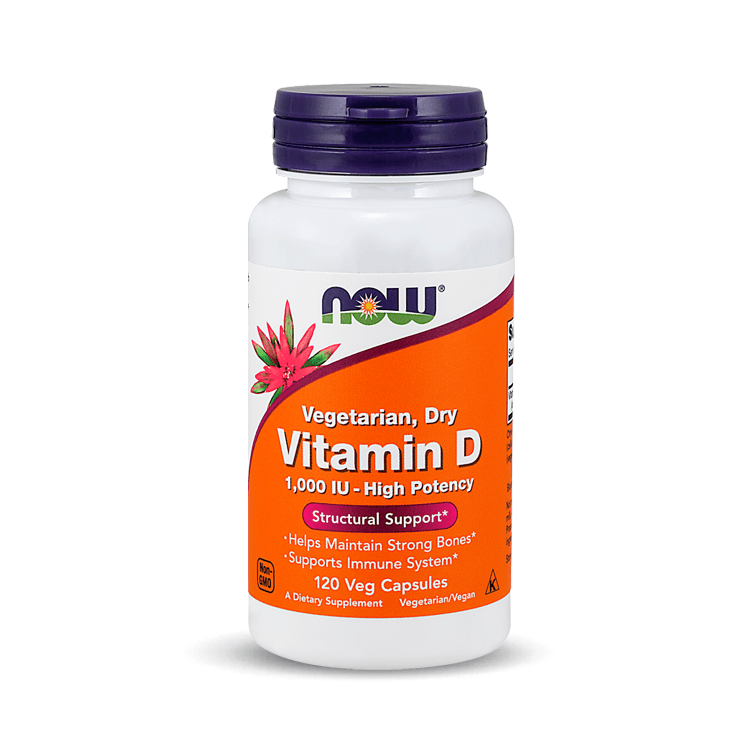 now®
Vegetarian, Dry
Vitamin D
1,000 IU - High Potency
Structural Support*
• Helps Maintain Strong Bones*
• Supports Immune System*
Non-
GMO
120 Veg Capsules
K
A Dietary Supplement Vegetarian/Vegan